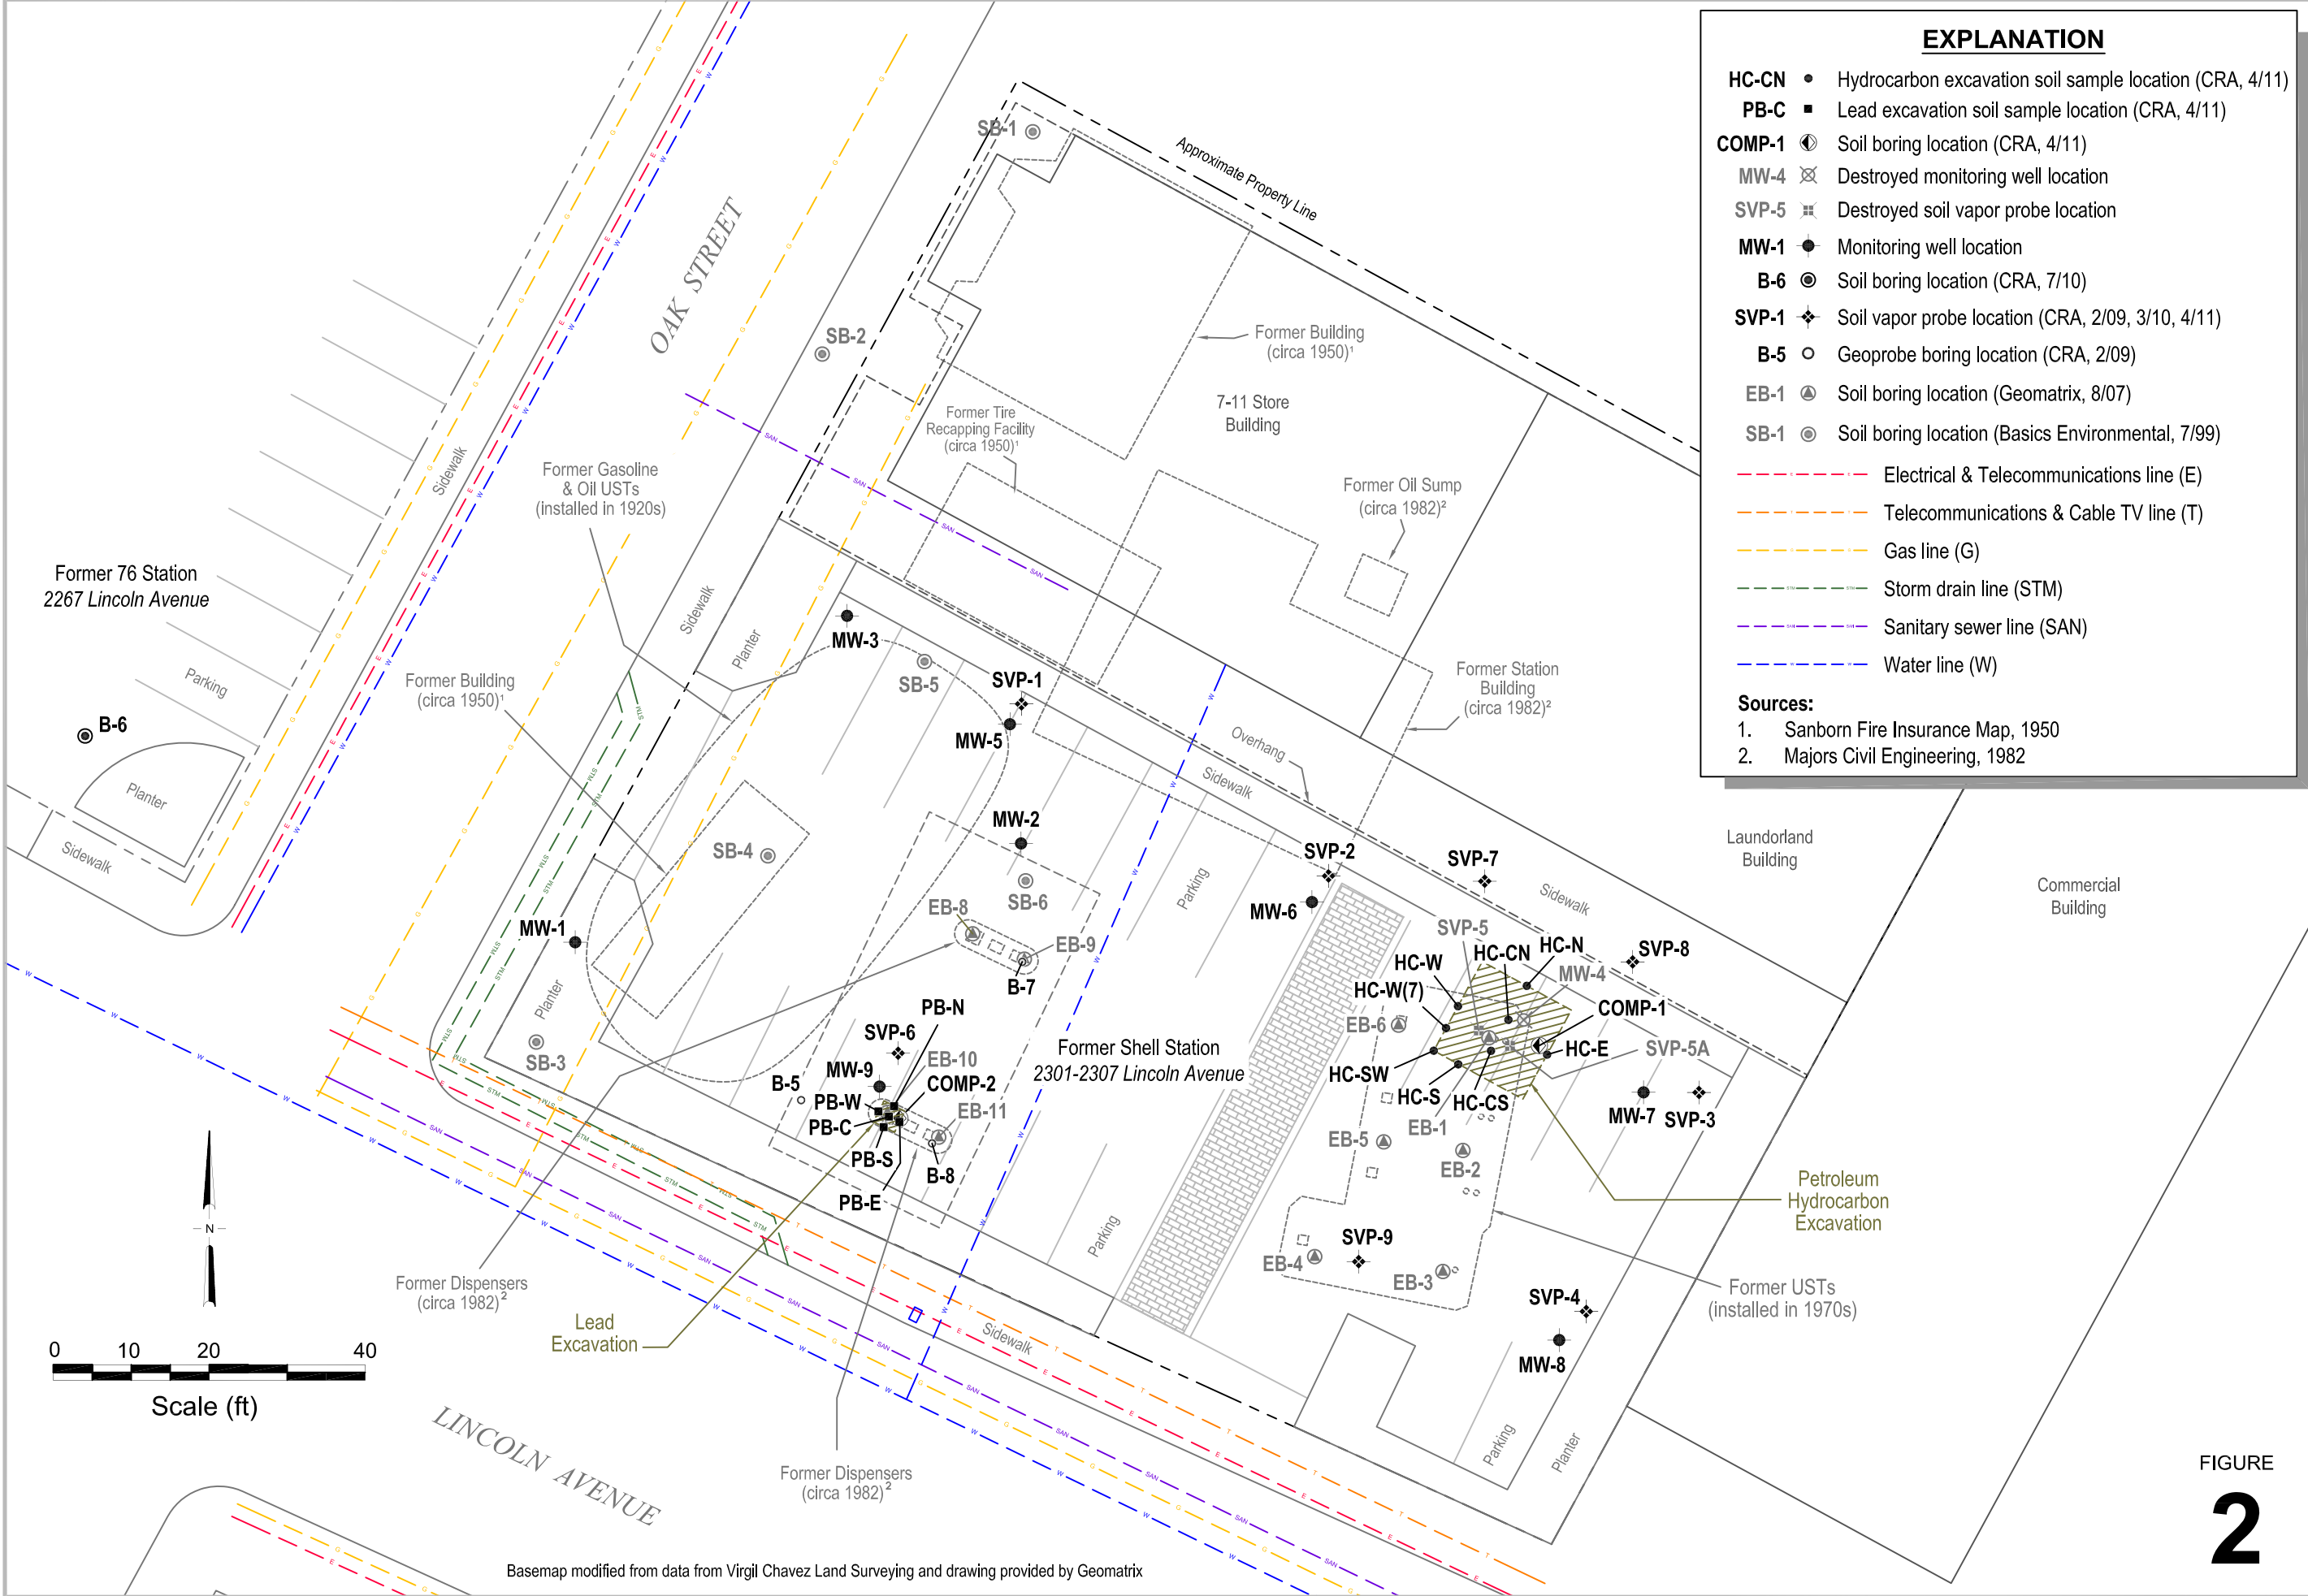 EXPLANATION
HC-CN Hydrocarbon excavation soil sample location (CRA, 4/11)
PB-C Lead excavation soil sample location (CRA, 4/11)
COMP-1 Soil boring location (CRA, 4/11)
MW-4 Destroyed monitoring well location
SVP-5 Destroyed soil vapor probe location
MW-1 Monitoring well location
B-6 Soil boring location (CRA, 7/10)
SVP-1 Soil vapor probe location (CRA, 2/09, 3/10, 4/11)
B-5 Geoprobe boring location (CRA, 2/09)
EB-1 Soil boring location (Geomatrix, 8/07)
SB-1 Soil boring location (Basics Environmental, 7/99)
Electrical & Telecommunications line (E)
Telecommunications & Cable TV line (T)
Gas line (G)
Storm drain line (STM)
Sanitary sewer line (SAN)
Water line (W)
Sources:
1. Sanborn Fire Insurance Map, 1950
2. Majors Civil Engineering, 1982
SB-1
Approximate Property Line
OAK STREET
SB-2
Former Building
(circa 1950)¹
7-11 Store
Building
Former Tire
Recapping Facility
(circa 1950)¹
Former Gasoline
& Oil USTs
(installed in 1920s)
Former Oil Sump
(circa 1982)²
Sidewalk
Former 76 Station
2267 Lincoln Avenue
Sidewalk
Planter
MW-3
SB-5
SVP-1
MW-5
Former Building
(circa 1950)¹
Parking
B-6
Planter
Sidewalk
Former Station
Building
(circa 1982)²
Overhang
Sidewalk
MW-2
SB-4
SB-6
EB-8
EB-9
B-7
MW-1
Planter
SB-3
Parking
SVP-2
MW-6
SVP-7
Sidewalk
Laundorland
Building
Commercial
Building
SVP-5
HC-CN
HC-N
SVP-8
HC-W
MW-4
HC-W(7)
COMP-1
EB-6
HC-E
SVP-5A
HC-SW
HC-S
HC-CS
EB-1
MW-7
SVP-3
EB-5
EB-2
PB-N
SVP-6
EB-10
MW-9
COMP-2
B-5
PB-W
EB-11
PB-C
PB-S
B-8
PB-E
Former Shell Station
2301-2307 Lincoln Avenue
Petroleum
Hydrocarbon
Excavation
Parking
SVP-9
EB-4
EB-3
Former USTs
(installed in 1970s)
SVP-4
MW-8
N
Former Dispensers
(circa 1982)²
Lead
Excavation
Sidewalk
0 10 20 40
Scale (ft)
LINCOLN AVENUE
Former Dispensers
(circa 1982)²
Parking
Planter
FIGURE
2
Basemap modified from data from Virgil Chavez Land Surveying and drawing provided by Geomatrix